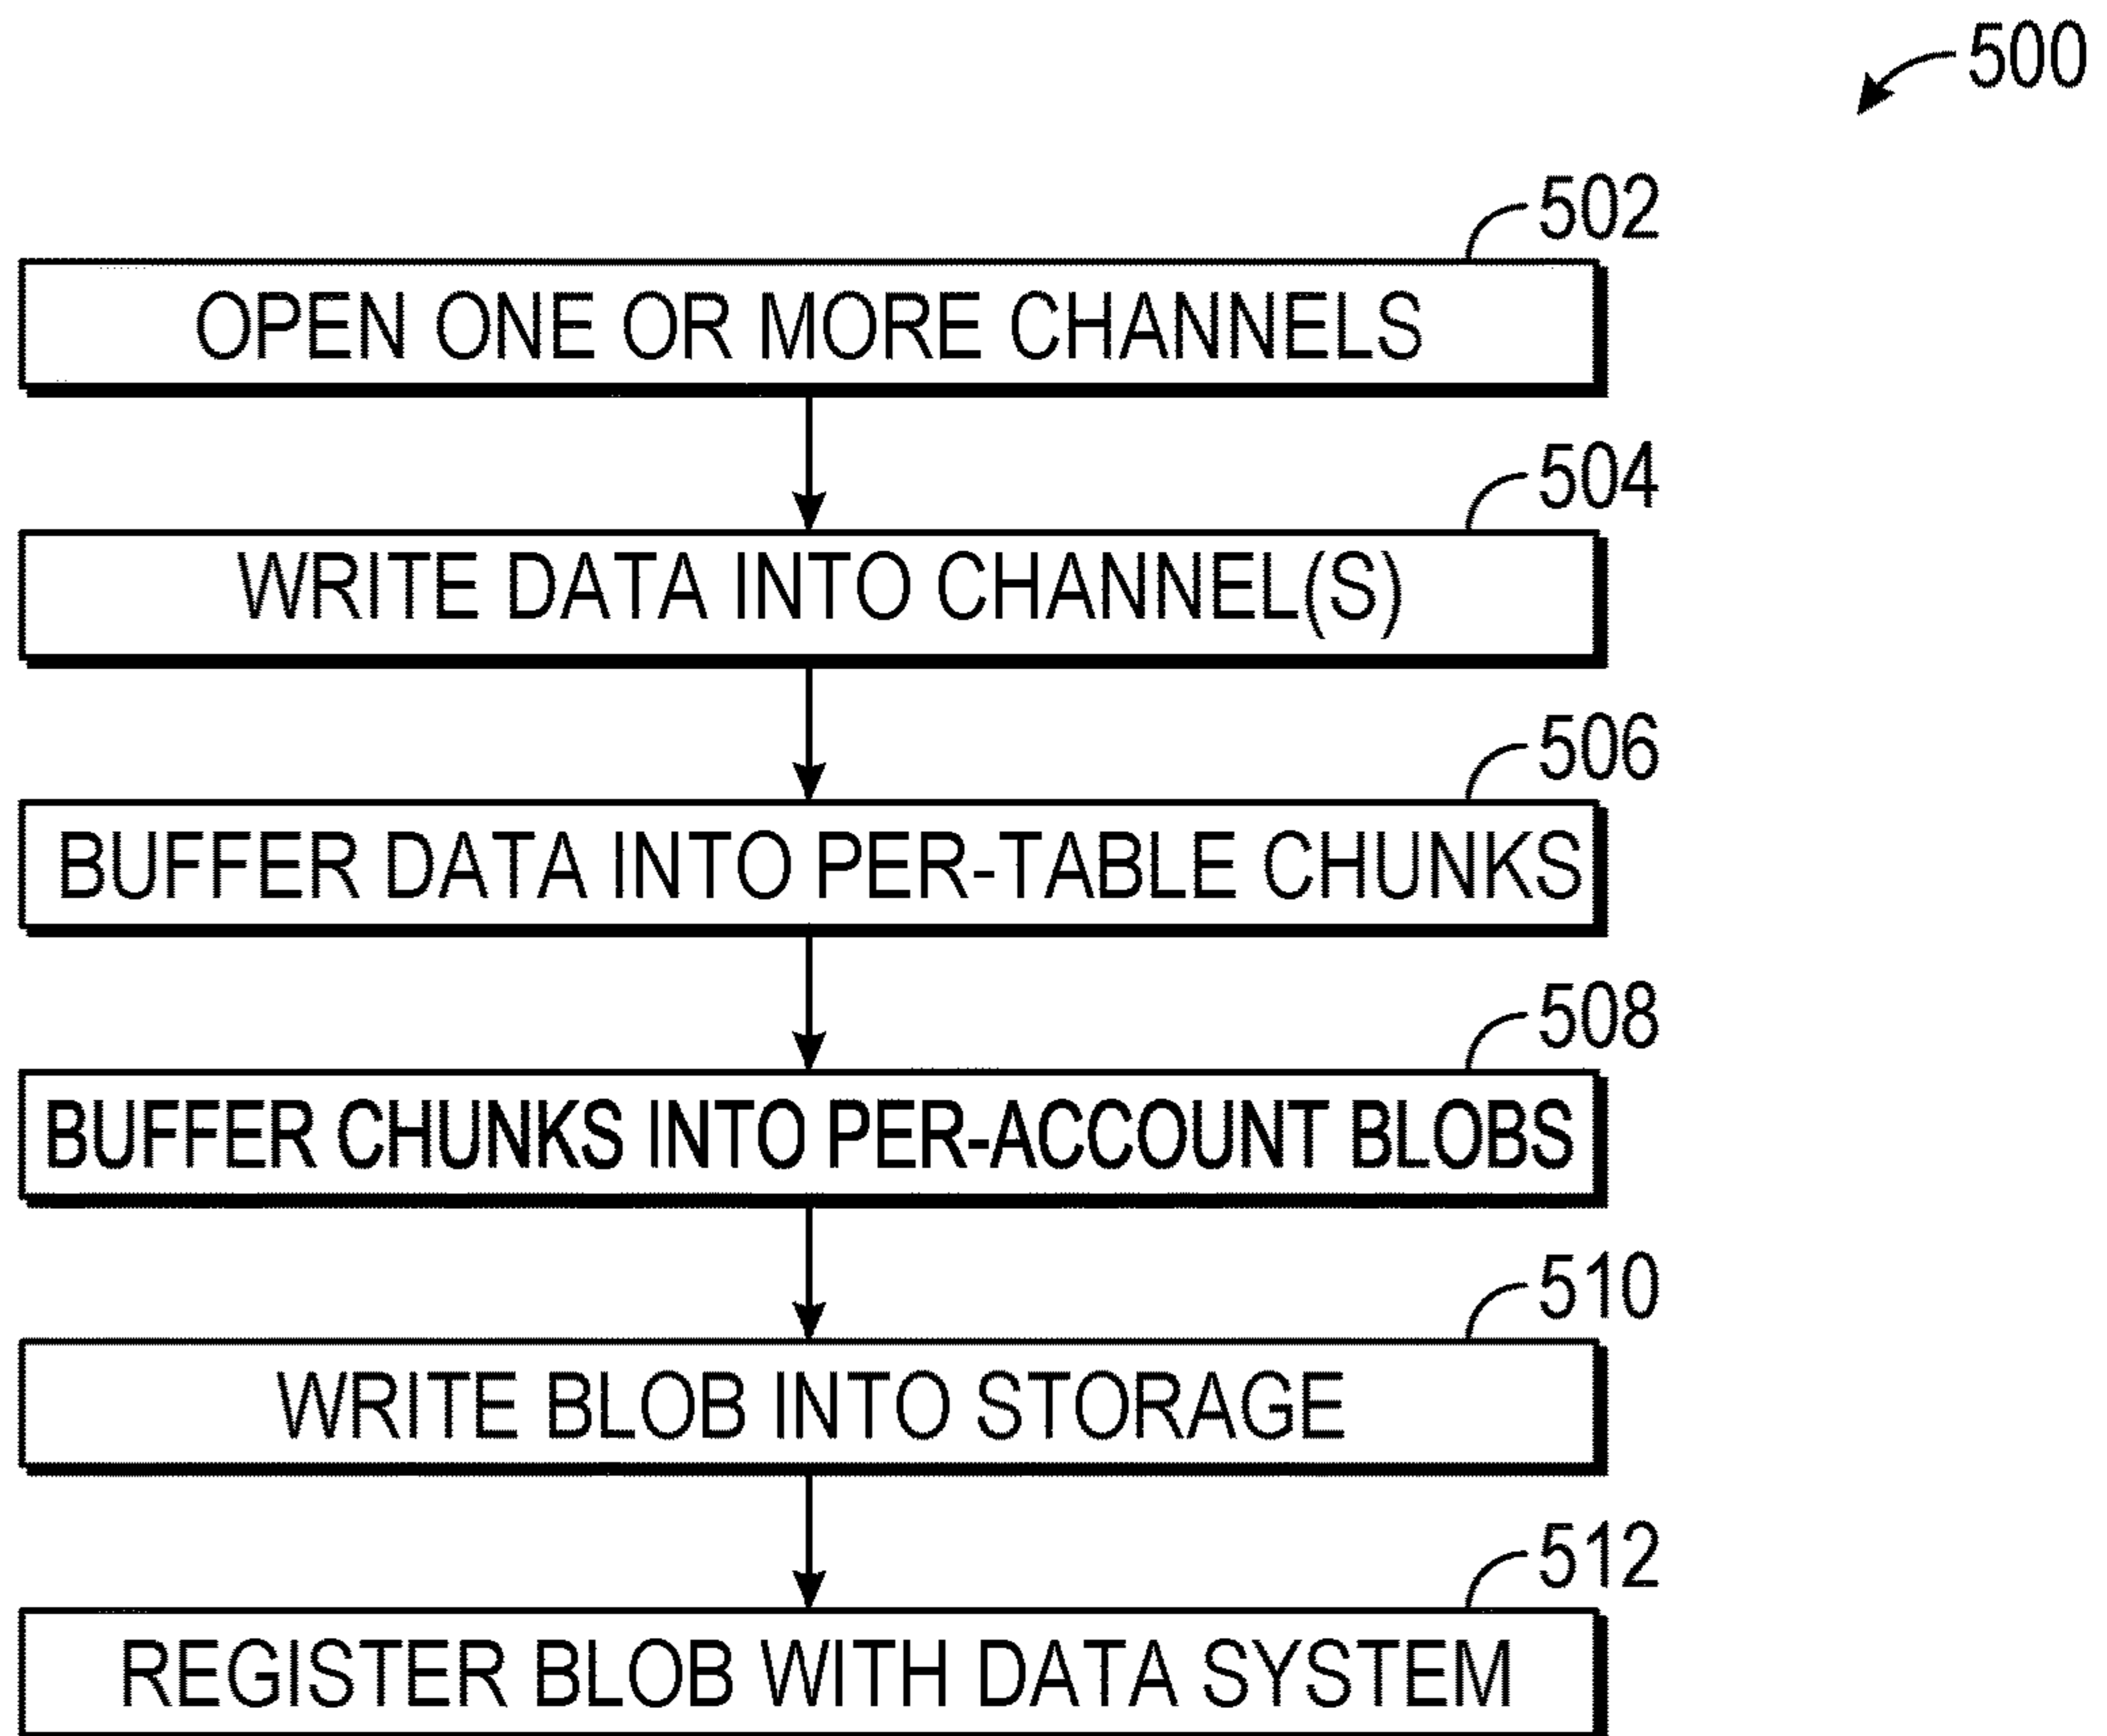 500
502
OPEN ONE OR MORE CHANNELS
504
WRITE DATA INTO CHANNEL(S)
506
BUFFER DATA INTO PER-TABLE CHUNKS
508
BUFFER CHUNKS INTO PER-ACCOUNT BLOBS
510
WRITE BLOB INTO STORAGE
512
REGISTER BLOB WITH DATA SYSTEM